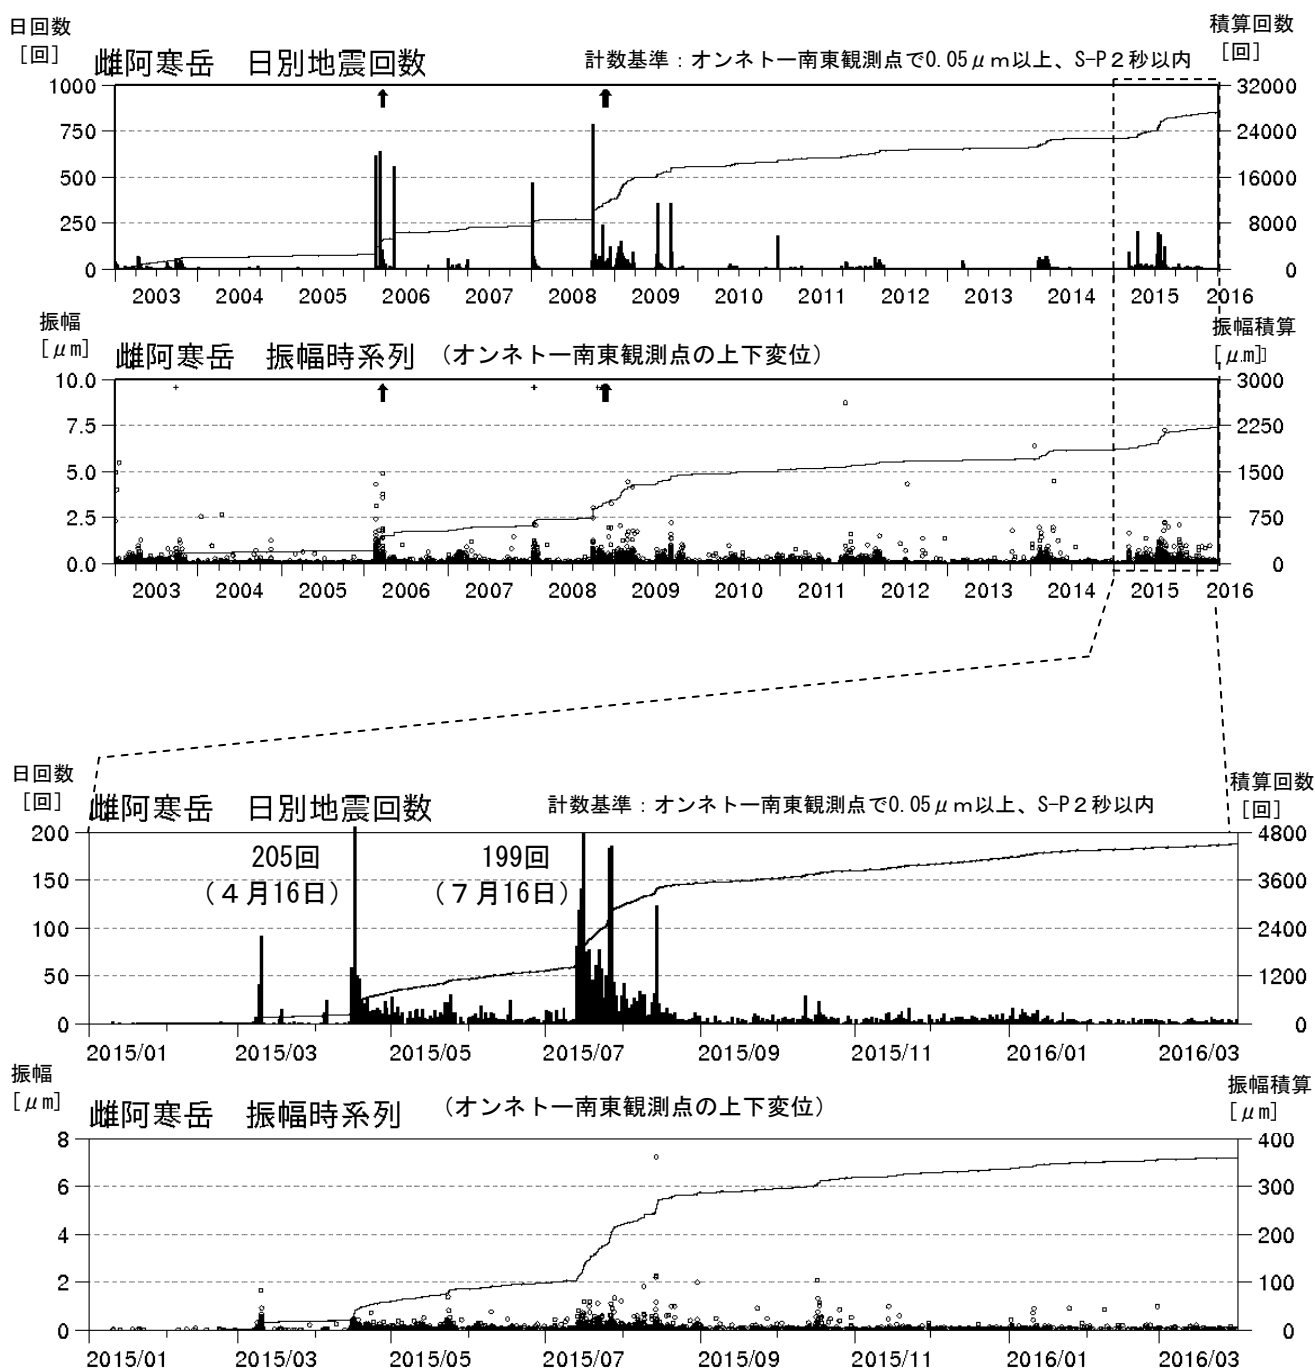 日回数
[回]
積算回数
[回]
雌阿寒岳 日別地震回数
計数基準：オンネトー南東観測点で0.05μm以上、S-P２秒以内
1000
750
500
250
0
32000
24000
16000
8000
0
2003 2004 2005 2006 2007 2008 2009 2010 2011 2012 2013 2014 2015 2016
振幅
[μm]
振幅積算
[μm]
雌阿寒岳 振幅時系列 （オンネトー南東観測点の上下変位）
10.0
7.5
5.0
2.5
0.0
3000
2250
1500
750
0
2003 2004 2005 2006 2007 2008 2009 2010 2011 2012 2013 2014 2015 2016
日回数
[回]
積算回数
[回]
雌阿寒岳 日別地震回数
計数基準：オンネトー南東観測点で0.05μm以上、S-P２秒以内
205回
（４月16日）
199回
（７月16日）
200
150
100
50
0
4800
3600
2400
1200
0
2015/01 2015/03 2015/05 2015/07 2015/09 2015/11 2016/01 2016/03
振幅
[μm]
振幅積算
[μm]
雌阿寒岳 振幅時系列 （オンネトー南東観測点の上下変位）
8
6
4
2
0
400
300
200
100
0
2015/01 2015/03 2015/05 2015/07 2015/09 2015/11 2016/01 2016/03